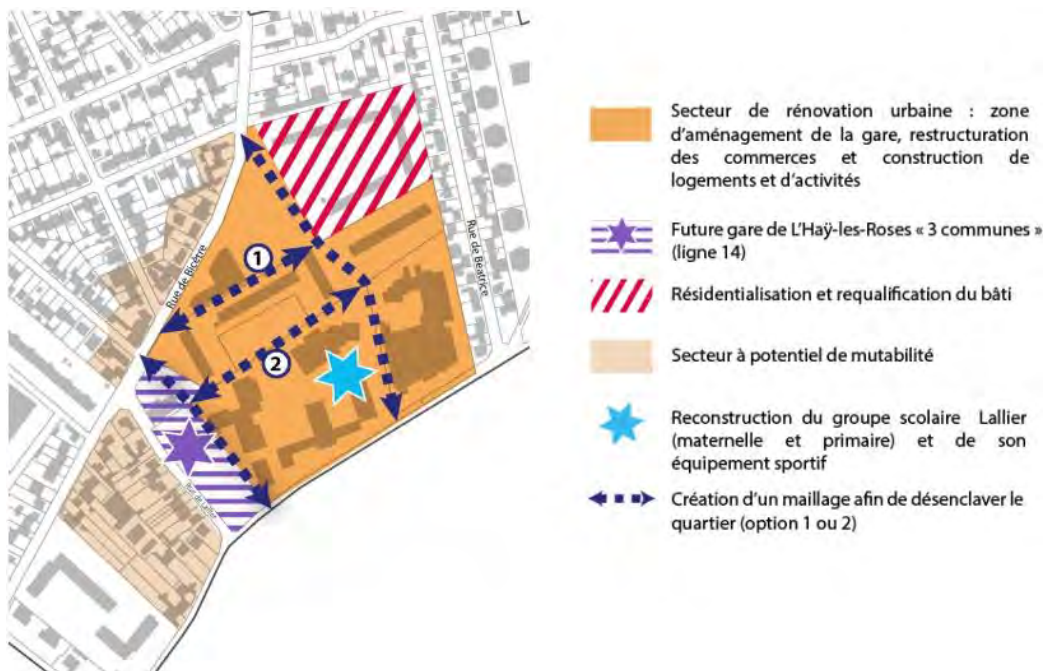 Rue de Bicêtre
Rue de Béatrice
Rue de Lallier
1
2
Secteur de rénovation urbaine : zone
d'aménagement de la gare, restructuration
des commerces et construction de
logements et d'activités
Future gare de L'Haÿ-les-Roses « 3 communes »
(ligne 14)
Résidentialisation et requalification du bâti
Secteur à potentiel de mutabilité
Reconstruction du groupe scolaire Lallier
(maternelle et primaire) et de son
équipement sportif
Création d'un maillage afin de désenclaver le
quartier (option 1 ou 2)